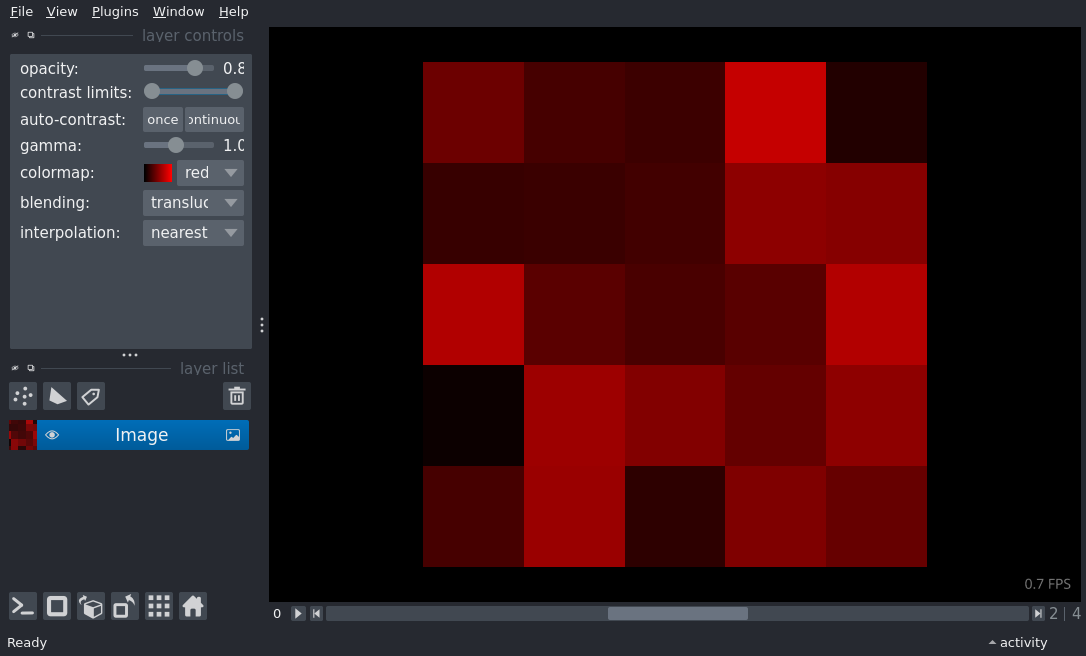 File View Plugins Window Help
layer controls
opacity: 0.8
contrast limits:
auto-contrast: once ontinuou
gamma: 1.0
colormap: red
blending: transluc
interpolation: nearest
layer list
Image
0.7 FPS
0 2 | 4
Ready activity